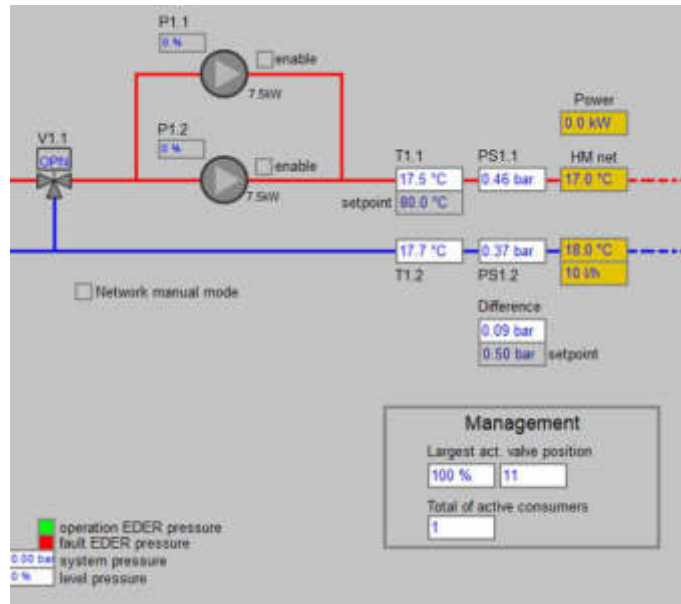 P1.1
0 %
enable
7.5kW
P1.2
0 %
enable
7.5kW
V1.1
OPN
Power
0.0 kW
T1.1
PS1.1
HM net
17.5 °C
0.46 bar
17.0 °C
setpoint
80.0 °C
17.7 °C
0.37 bar
18.0 °C
T1.2
PS1.2
10 l/h
Network manual mode
Difference
0.09 bar
0.50 bar
setpoint
Management
Largest act. valve position
100 %
11
Total of active consumers
1
operation EDER pressure
fault EDER pressure
0.00 bar
system pressure
0 %
level pressure